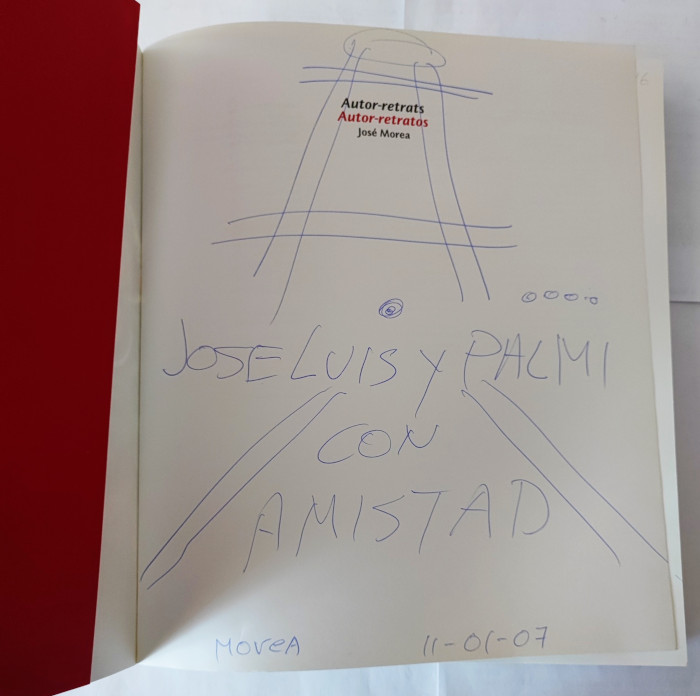 Autor-retrats
Autor-retratos
José Morea
JOSE LUIS Y PALMI
CON
AMISTAD
MOREA 11-01-07